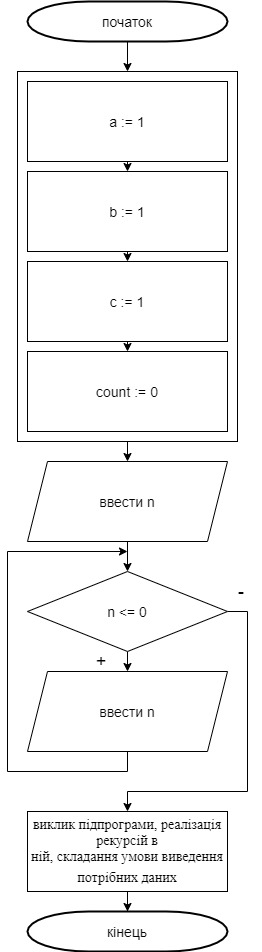 початок
a := 1
b := 1
c := 1
count := 0
ввести n
n <= 0
-
+
ввести n
виклик підпрограми, реалізація
рекурсій в
ній, складання умови виведення
потрібних даних
кінець